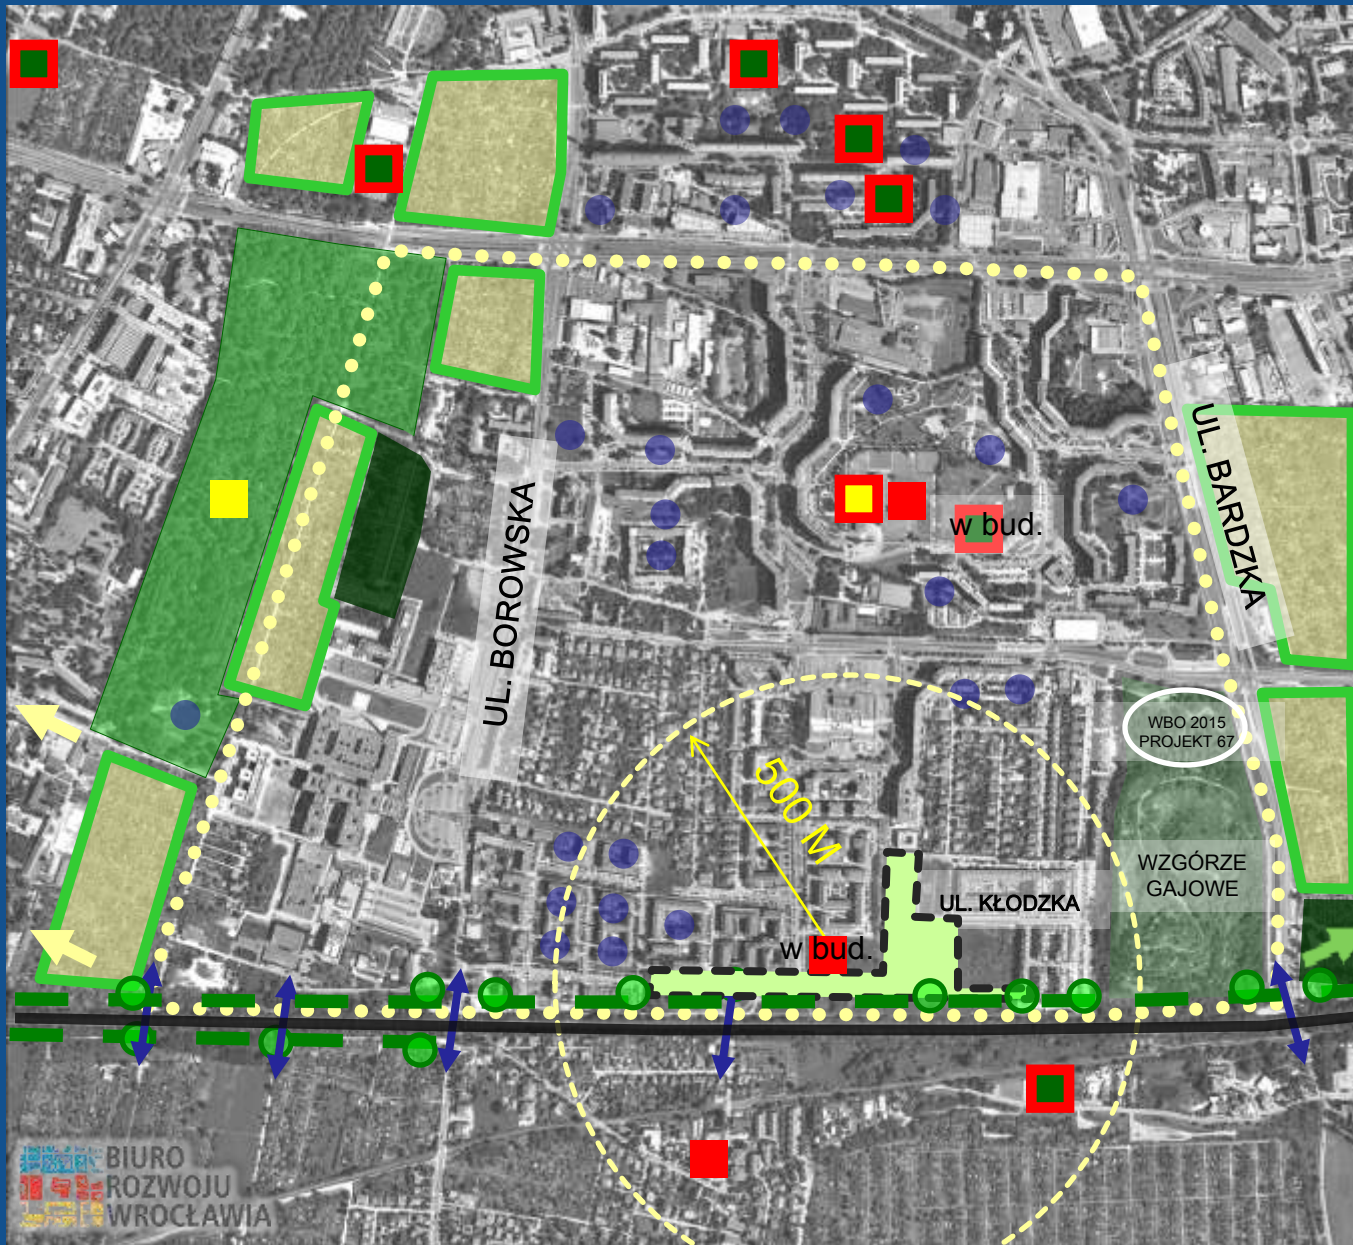 UL. BARDZKA
w bud.
UL. BOROWSKA
WBO 2015
PROJEKT 67
500 M
WZGÓRZE
GAJOWE
UL. KŁODZKA
w bud.
BIURO
ROZWOJU
WROCŁAWIA